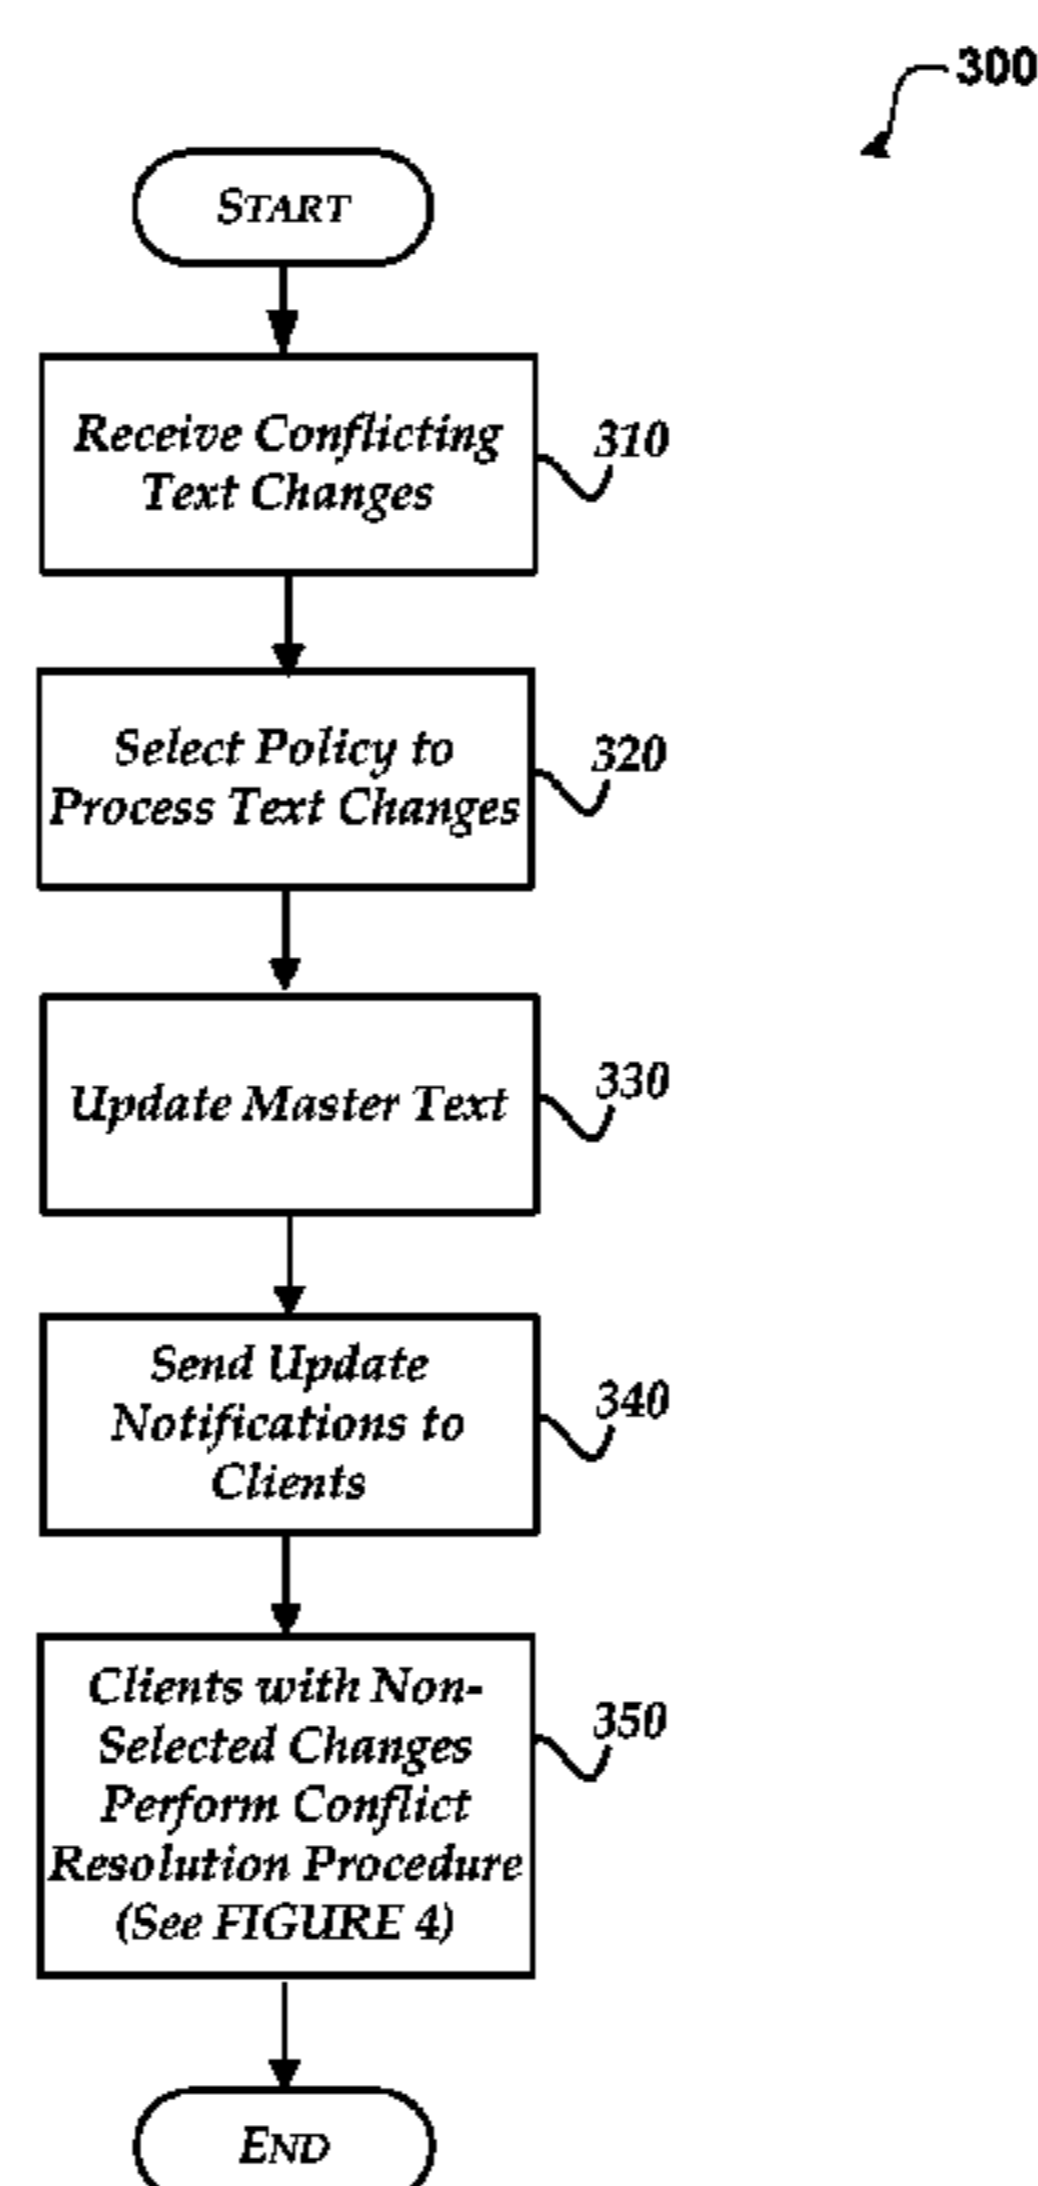 300
START
Receive Conflicting
Text Changes
310
Select Policy to
Process Text Changes
320
Update Master Text
330
Send Update
Notifications to
Clients
340
Clients with Non-
Selected Changes
Perform Conflict
Resolution Procedure
(See FIGURE 4)
350
END